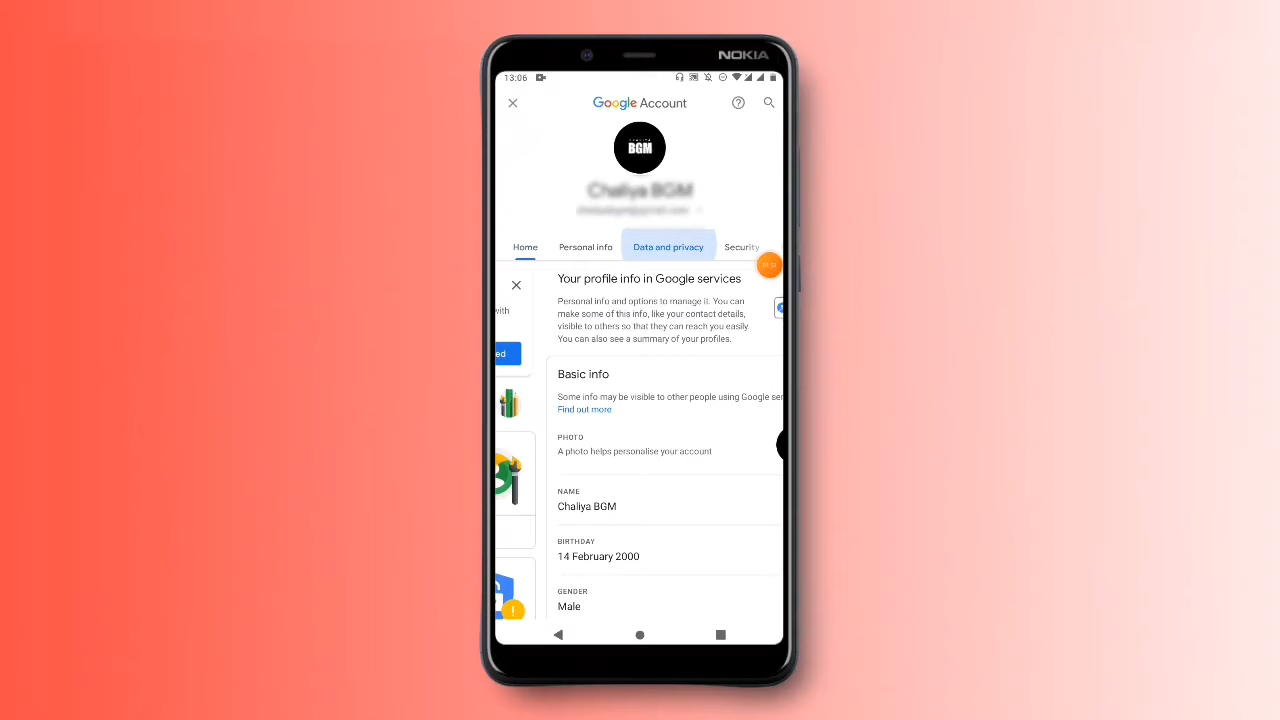 NOKIA
13:06
Google Account
BGM
Chaliya BGM
Home Personal info Data and privacy Security
Your profile info in Google services
Personal info and options to manage it. You can
make some of this info, like your contact details,
visible to others so that they can reach you easily.
You can also see a summary of your profiles.
with
ed
Basic info
Some info may be visible to other people using Google ser
Find out more
PHOTO
A photo helps personalise your account
NAME
Chaliya BGM
BIRTHDAY
14 February 2000
GENDER
Male